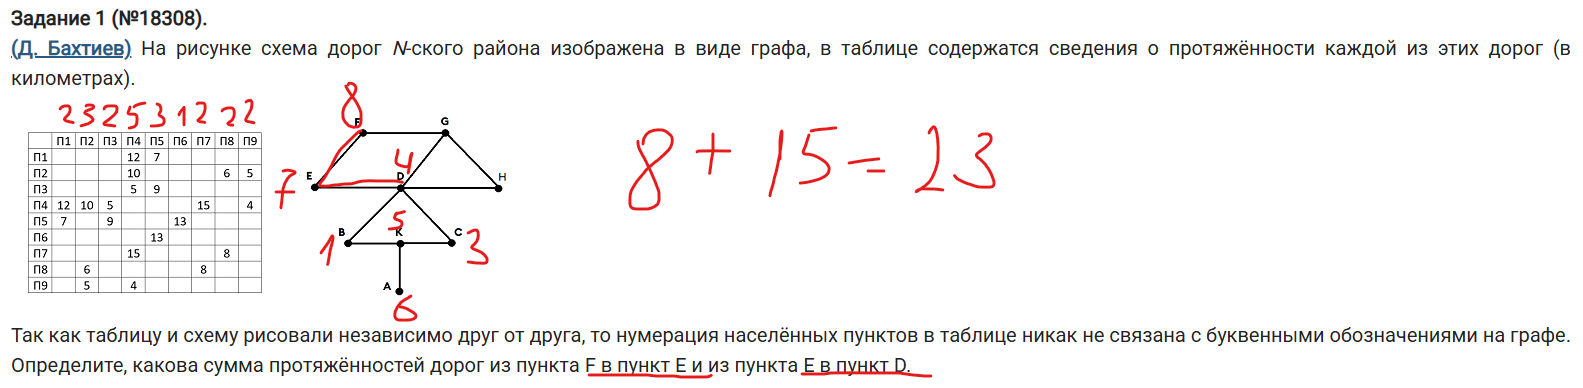 Задание 1 (№18308).
(Д. Бахтиев) На рисунке схема дорог N-ского района изображена в виде графа, в таблице содержатся сведения о протяжённости каждой из этих дорог (в
километрах).
2 3 2 5 3 1 2 2 2
П1 П2 П3 П4 П5 П6 П7 П8 П9
П1 12 7
П2 10 6 5
П3 5 9
П4 12 10 5 15 4
П5 7 9 13
П6 13
П7 15 8
П8 6 8
П9 5 4
8
F G
4
E D H
7
5
B K C
1 3
A
6
8 + 15 = 23
Так как таблицу и схему рисовали независимо друг от друга, то нумерация населённых пунктов в таблице никак не связана с буквенными обозначениями на графе.
Определите, какова сумма протяжённостей дорог из пункта F в пункт E и из пункта E в пункт D.